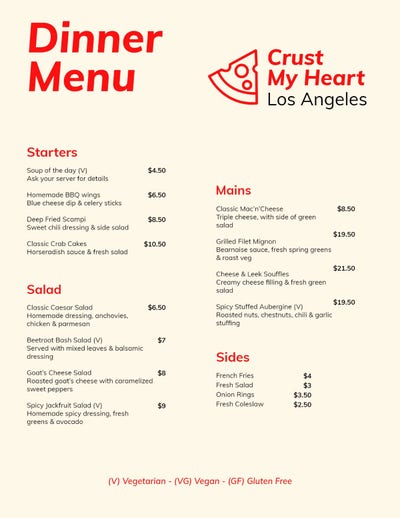 Dinner
Menu
Crust
My Heart
Los Angeles
Starters
Soup of the day (V) $4.50
Ask your server for details
Homemade BBQ wings $6.50
Blue cheese dip & celery sticks
Deep Fried Scampi $8.50
Sweet chili dressing & side salad
Classic Crab Cakes $10.50
Horseradish sauce & fresh salad
Salad
Classic Caesar Salad $6.50
Homemade dressing, anchovies,
chicken & parmesan
Beetroot Bash Salad (V) $7
Served with mixed leaves & balsamic
dressing
Goat's Cheese Salad $8
Roasted goat's cheese with caramelized
sweet peppers
Spicy Jackfruit Salad (V) $9
Homemade spicy dressing, fresh
greens & avocado
Mains
Classic Mac'n'Cheese $8.50
Triple cheese, with side of green
salad
$19.50
Grilled Filet Mignon
Bearnaise sauce, fresh spring greens
& roast veg
$21.50
Cheese & Leek Souffles
Creamy cheese filling & fresh green
salad
$19.50
Spicy Stuffed Aubergine (V)
Roasted nuts, chestnuts, chili & garlic
stuffing
Sides
French Fries $4
Fresh Salad $3
Onion Rings $3.50
Fresh Coleslaw $2.50
(V) Vegetarian - (VG) Vegan - (GF) Gluten Free